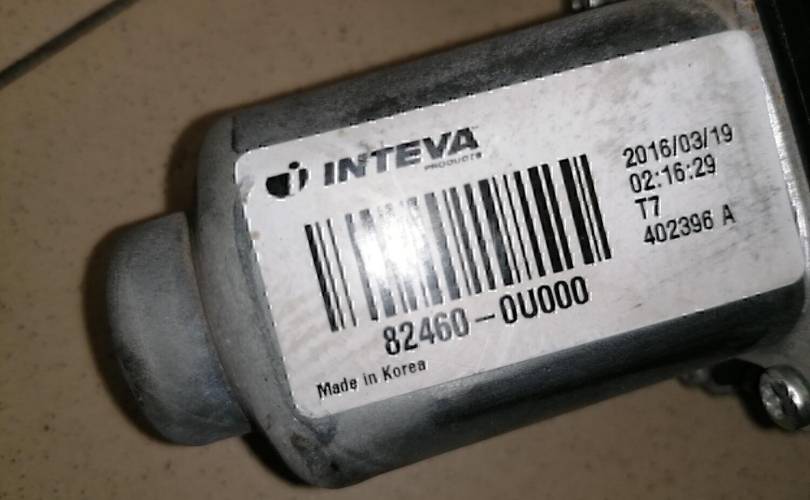 INTEVA
PRODUCTS
2016/03/19
02:16:29
T7
402396 A
82460-0U000
Made in Korea